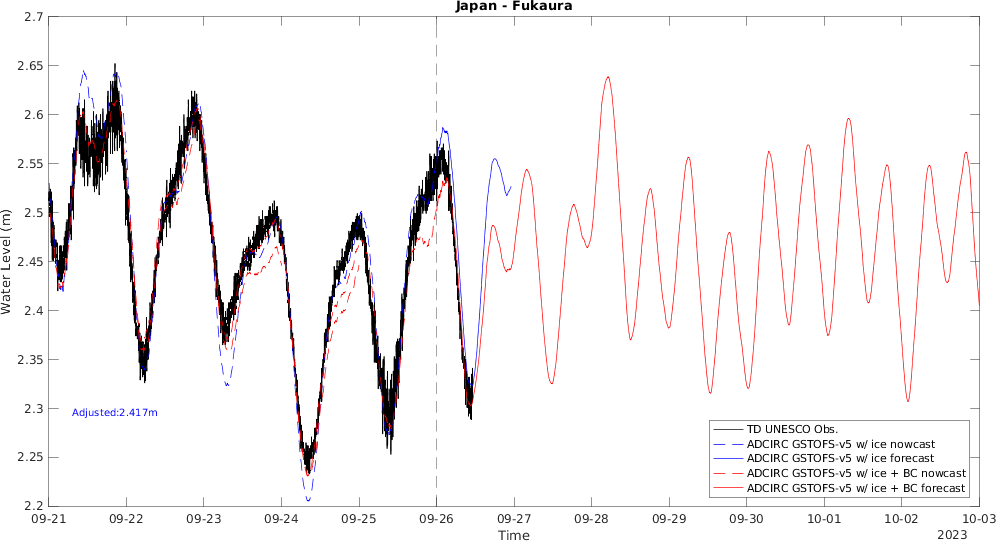 Japan - Fukaura
2.7
2.65
2.6
2.55
2.5
2.45
2.4
2.35
2.3
2.25
2.2
Water Level (m)
Adjusted:2.417m
TD UNESCO Obs.
ADCIRC GSTOFS-v5 w/ ice nowcast
ADCIRC GSTOFS-v5 w/ ice forecast
ADCIRC GSTOFS-v5 w/ ice + BC nowcast
ADCIRC GSTOFS-v5 w/ ice + BC forecast
09-21 09-22 09-23 09-24 09-25 09-26 09-27 09-28 09-29 09-30 10-01 10-02 10-03
Time
2023